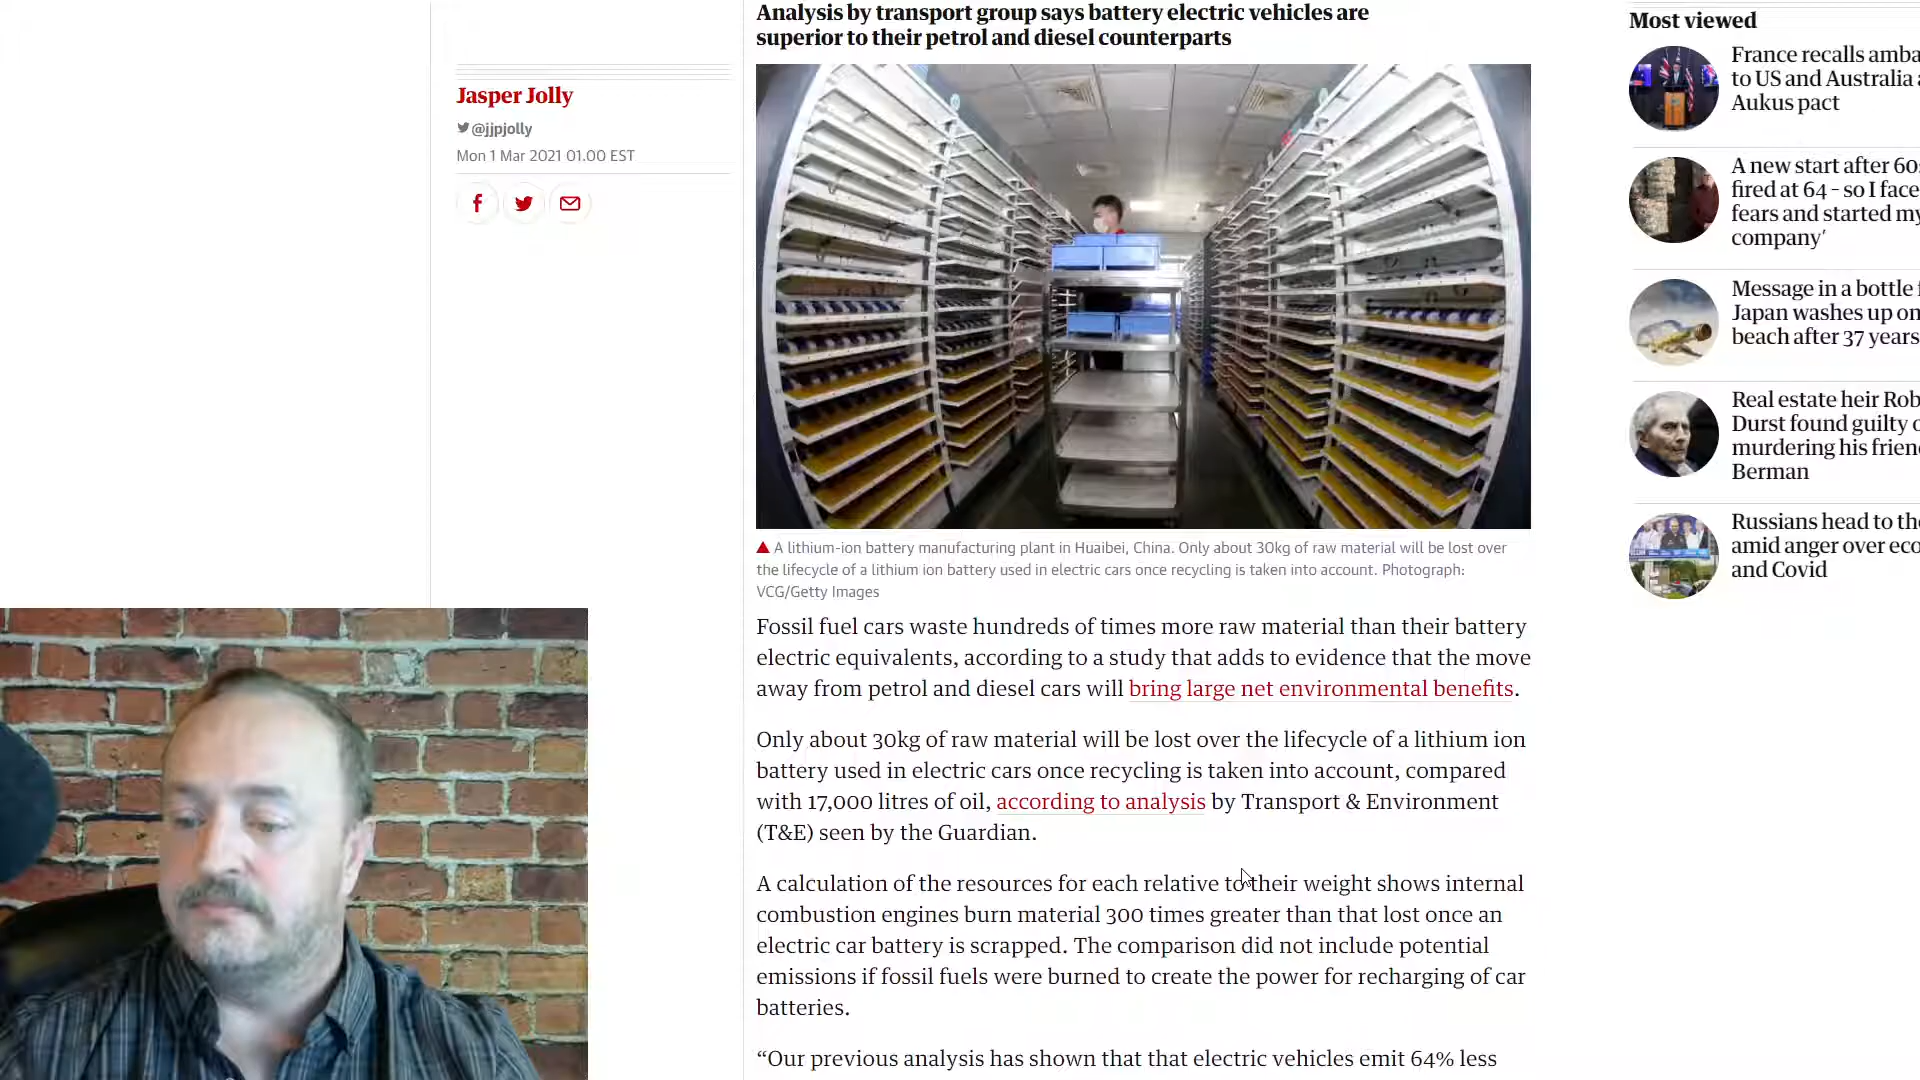 Analysis by transport group says battery electric vehicles are
superior to their petrol and diesel counterparts
Jasper Jolly
@jjpjolly
Mon 1 Mar 2021 01.00 EST
A lithium-ion battery manufacturing plant in Huaibei, China. Only about 30kg of raw material will be lost over
the lifecycle of a lithium ion battery used in electric cars once recycling is taken into account. Photograph:
VCG/Getty Images
Fossil fuel cars waste hundreds of times more raw material than their battery
electric equivalents, according to a study that adds to evidence that the move
away from petrol and diesel cars will bring large net environmental benefits.
Only about 30kg of raw material will be lost over the lifecycle of a lithium ion
battery used in electric cars once recycling is taken into account, compared
with 17,000 litres of oil, according to analysis by Transport & Environment
(T&E) seen by the Guardian.
A calculation of the resources for each relative to their weight shows internal
combustion engines burn material 300 times greater than that lost once an
electric car battery is scrapped. The comparison did not include potential
emissions if fossil fuels were burned to create the power for recharging of car
batteries.
“Our previous analysis has shown that that electric vehicles emit 64% less
Most viewed
France recalls amba
to US and Australia
Aukus pact
A new start after 60:
fired at 64 – so I face
fears and started my
company’
Message in a bottle
Japan washes up on
beach after 37 years
Real estate heir Rob
Durst found guilty o
murdering his frien
Berman
Russians head to th
amid anger over eco
and Covid